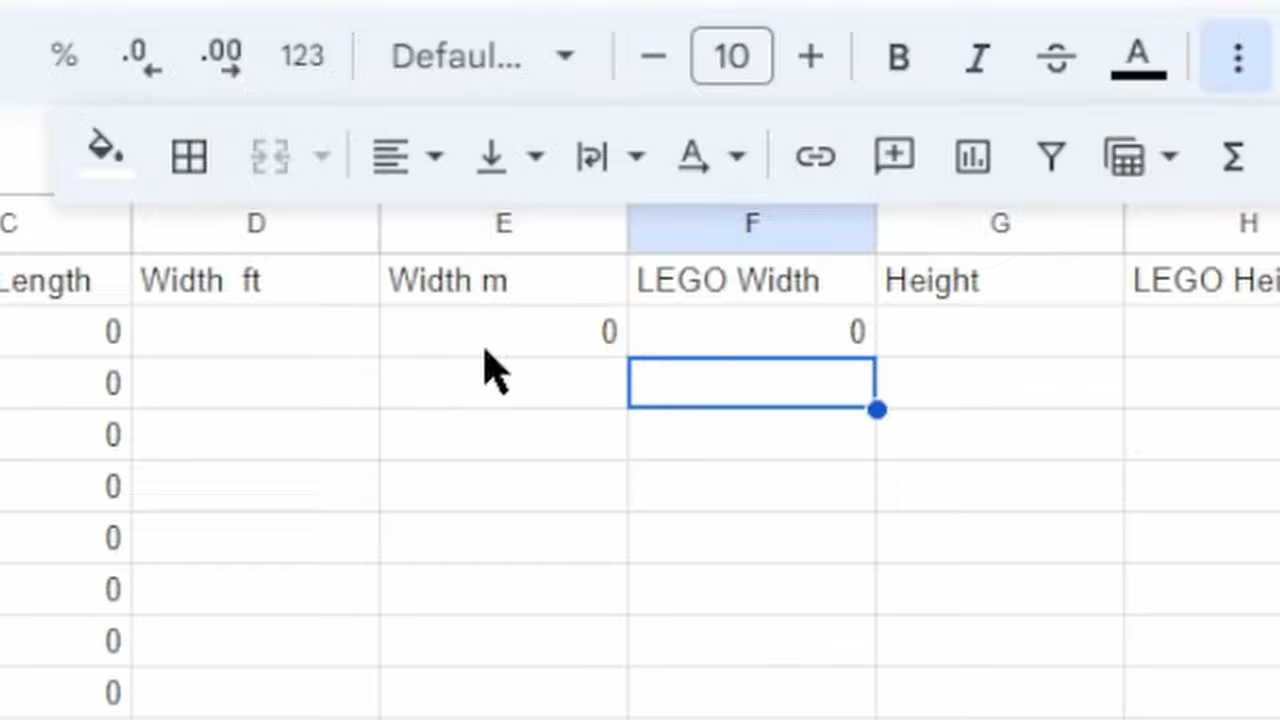 % .0 .00 123 Defaul... 10 B I A
A Σ
C D E F G H
Length Width ft Width m LEGO Width Height LEGO Hei
0 0 0
0
0
0
0
0
0
0